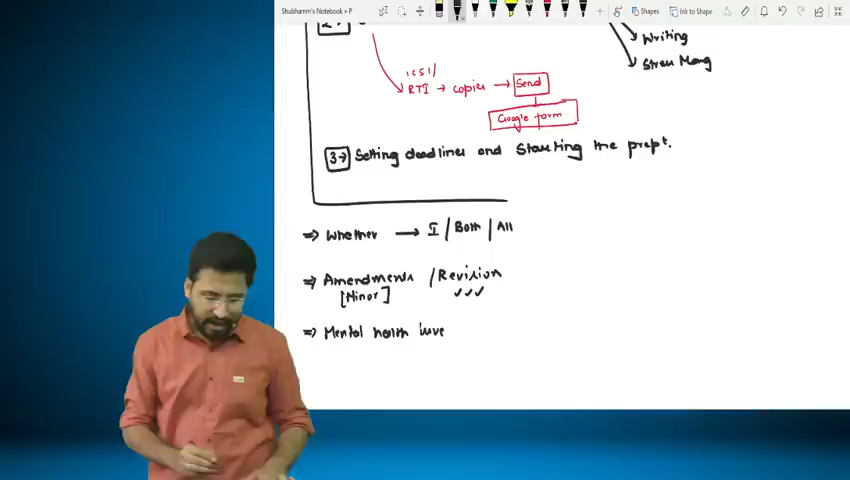 Shubhamm's Notebook » P
Shapes
Ink to Shape
Writing
Stress Mang
ICSI/
RTI → copies → Send
Google form
3→ Setting deadlines and Starting the prept.
⇒ Whether → I / Both / All
⇒ Amendments / Revision
[Minor] ✓✓✓
⇒ Mental health issue